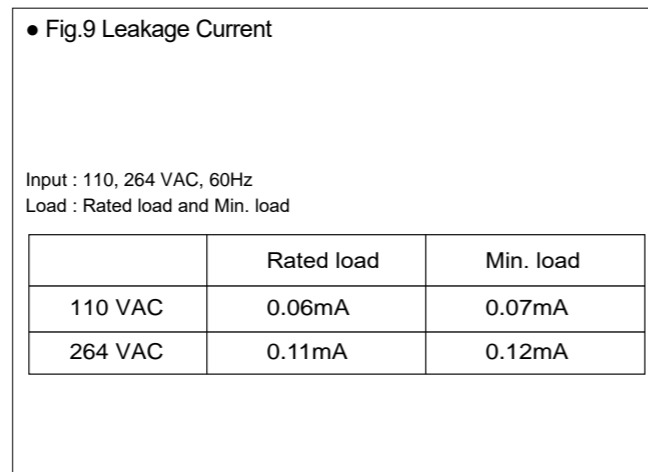 ● Fig.9 Leakage Current
Input : 110, 264 VAC, 60Hz
Load : Rated load and Min. load
Rated load Min. load
110 VAC 0.06mA 0.07mA
264 VAC 0.11mA 0.12mA